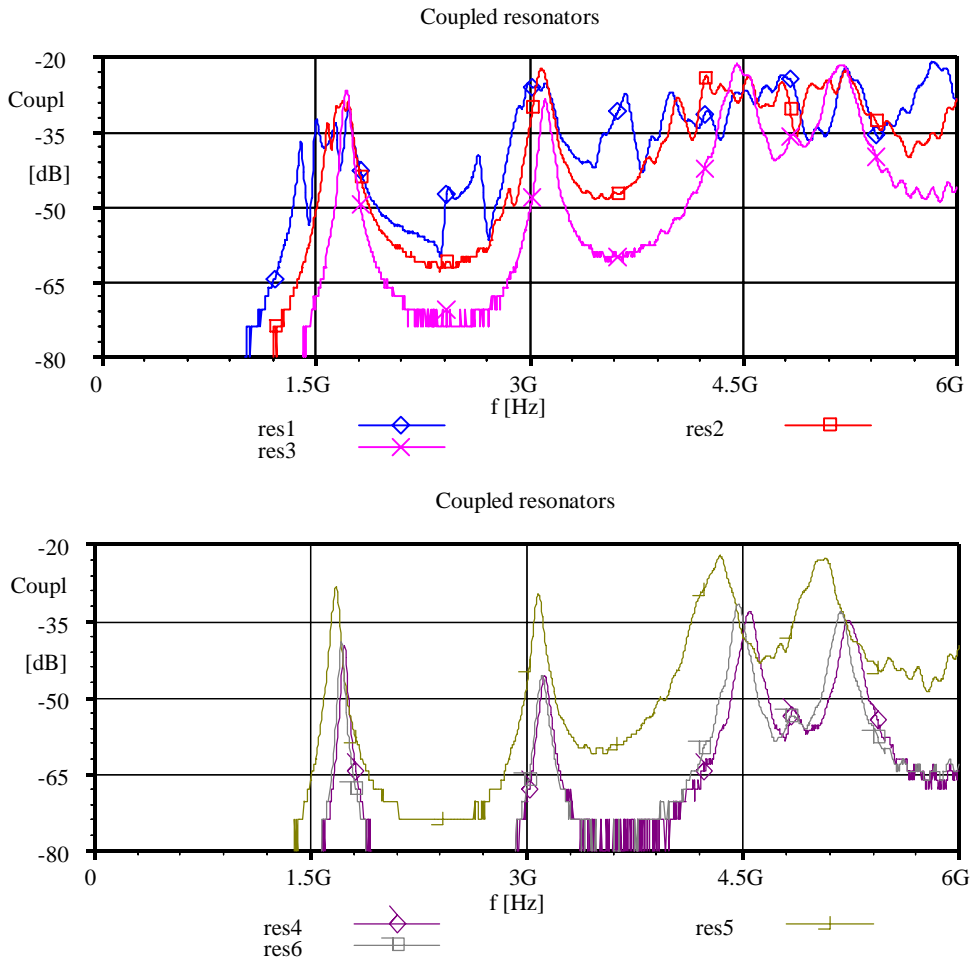 Coupled resonators
-20
Coupl
-35
[dB]
-50
-65
-80
0 1.5G 3G 4.5G 6G
f [Hz]
res1 res2
res3
Coupled resonators
-20
Coupl
-35
[dB]
-50
-65
-80
0 1.5G 3G 4.5G 6G
f [Hz]
res4 res5
res6